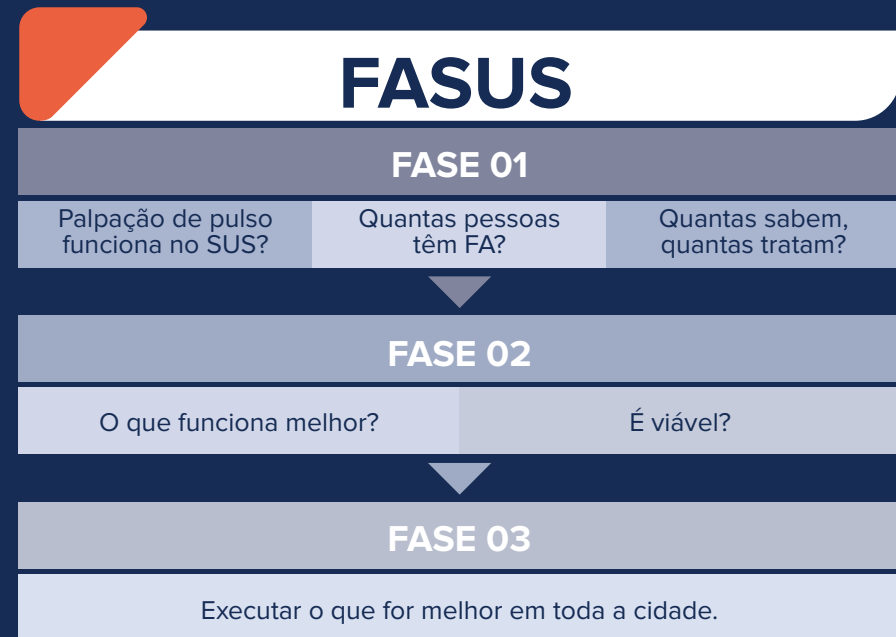 FASUS
FASE 01
Palpação de pulso
funciona no SUS?
Quantas pessoas
têm FA?
Quantas sabem,
quantas tratam?
FASE 02
O que funciona melhor?
É viável?
FASE 03
Executar o que for melhor em toda a cidade.